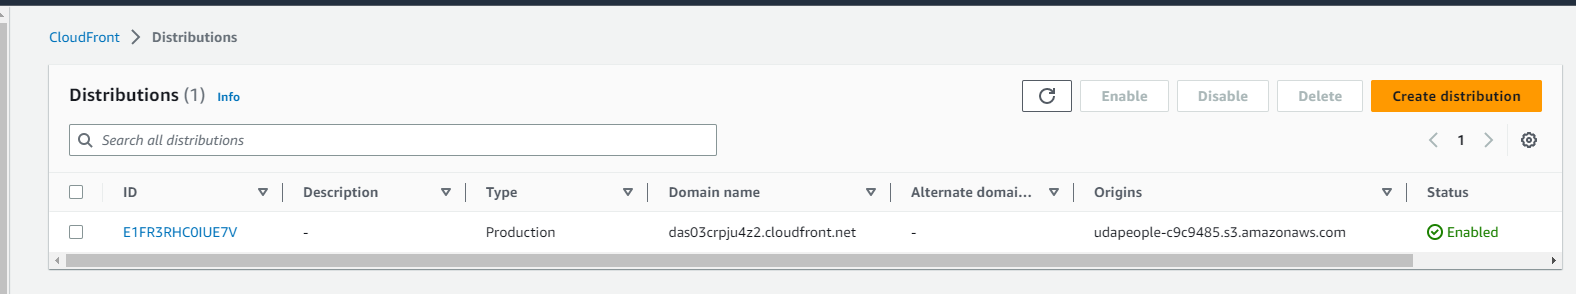 CloudFront > Distributions
Distributions (1) Info
Enable Disable Delete Create distribution
Search all distributions
1
ID Description Type Domain name Alternate domai... Origins Status
E1FR3RHC0IUE7V - Production das03crpju4z2.cloudfront.net - udapeople-c9c9485.s3.amazonaws.com Enabled